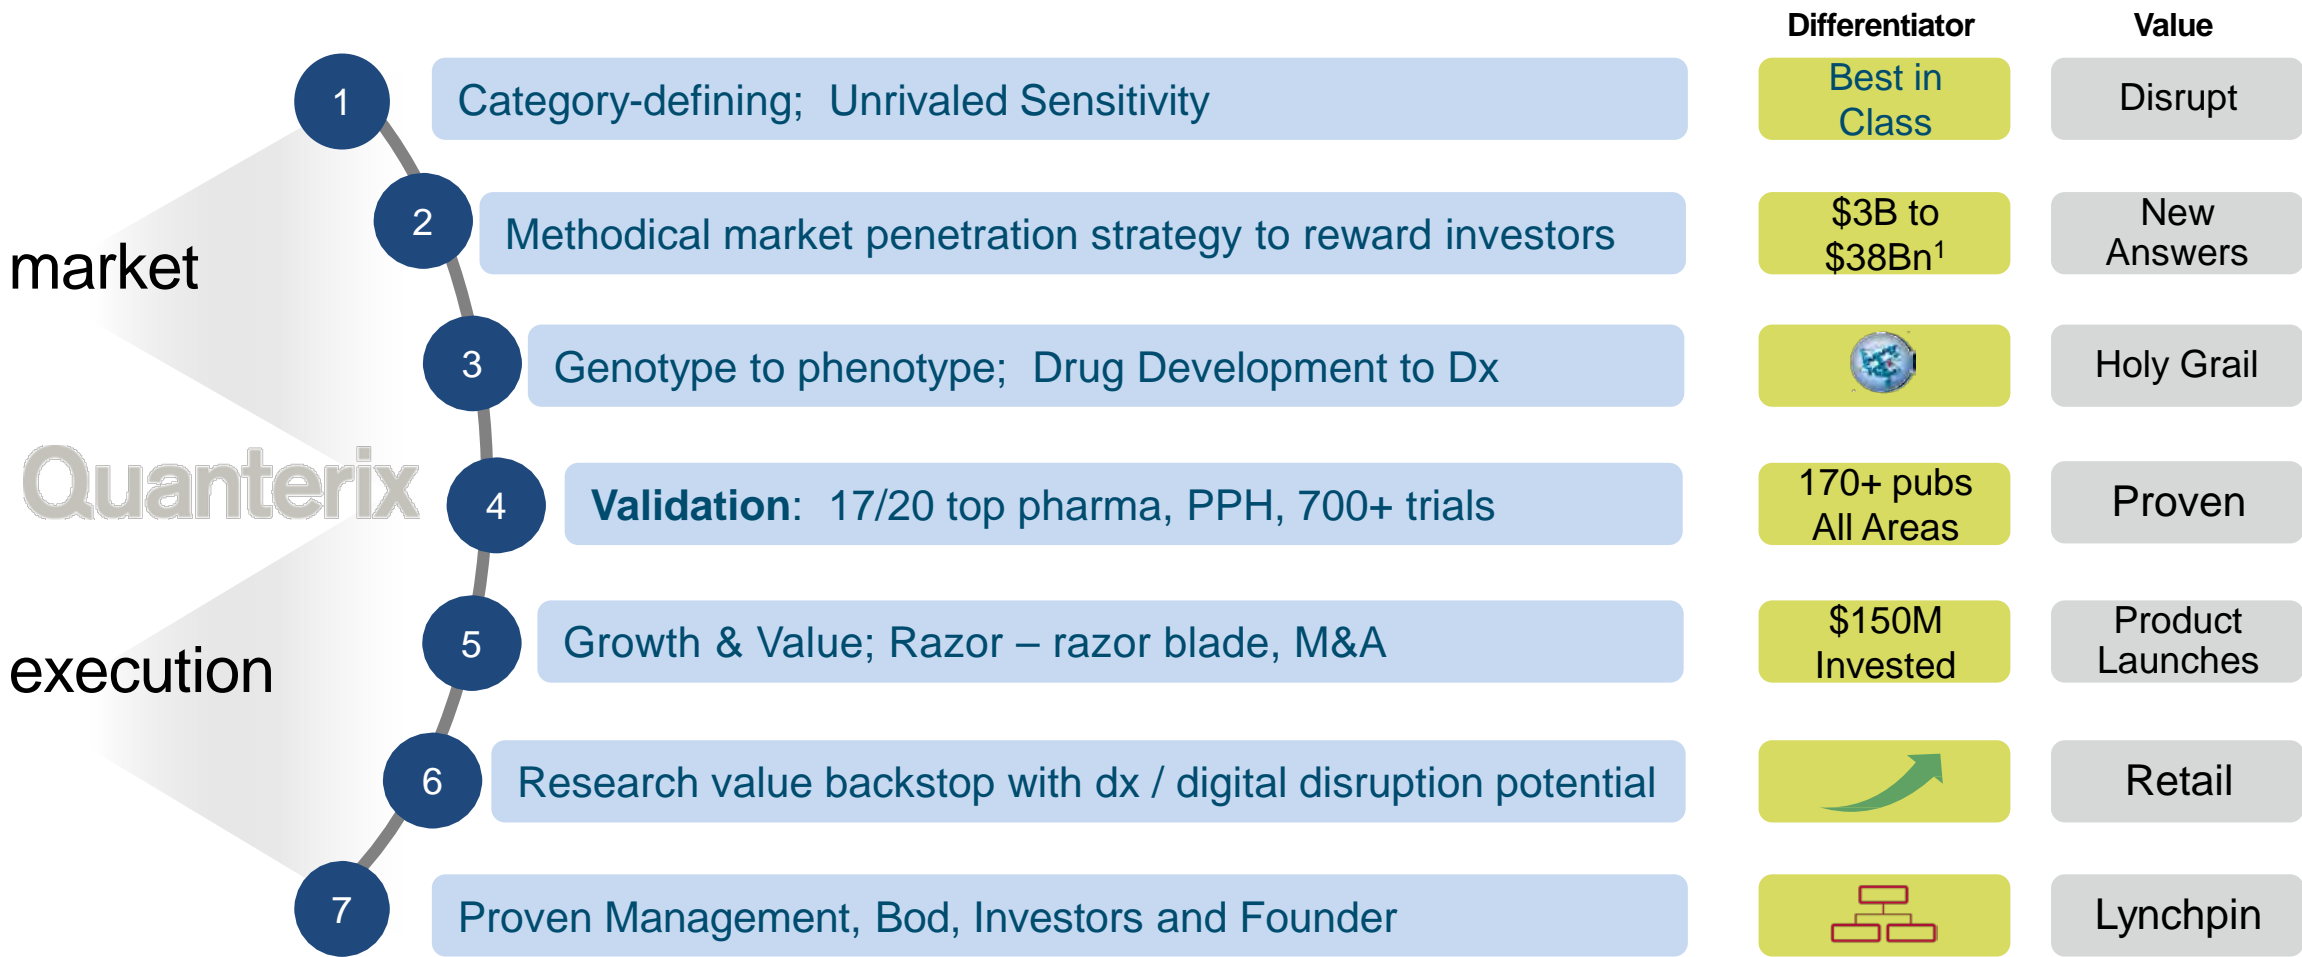 Differentiator Value
1 Category-defining; Unrivaled Sensitivity Best in Class Disrupt
2 Methodical market penetration strategy to reward investors $3B to $38Bn¹ New Answers
market
3 Genotype to phenotype; Drug Development to Dx Holy Grail
Quanterix
4 Validation: 17/20 top pharma, PPH, 700+ trials 170+ pubs All Areas Proven
5 Growth & Value; Razor – razor blade, M&A $150M Invested Product Launches
execution
6 Research value backstop with dx / digital disruption potential Retail
7 Proven Management, Bod, Investors and Founder Lynchpin